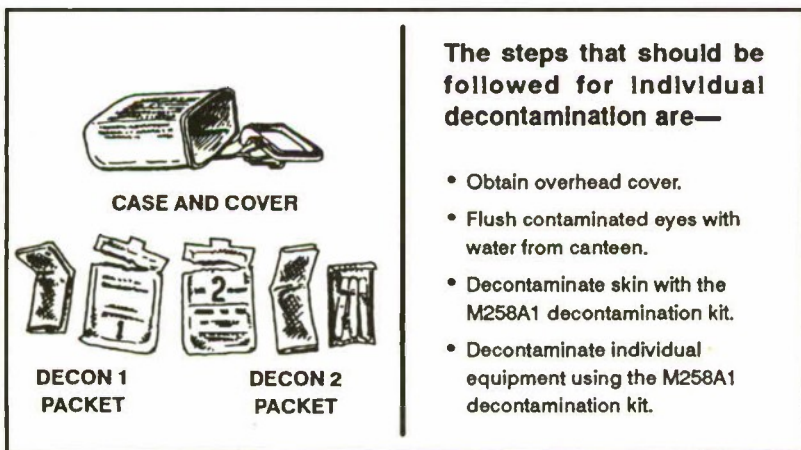 CASE AND COVER
1
2
DECON 1
PACKET
DECON 2
PACKET
The steps that should be
followed for individual
decontamination are—
• Obtain overhead cover.
• Flush contaminated eyes with
water from canteen.
• Decontaminate skin with the
M258A1 decontamination kit.
• Decontaminate individual
equipment using the M258A1
decontamination kit.